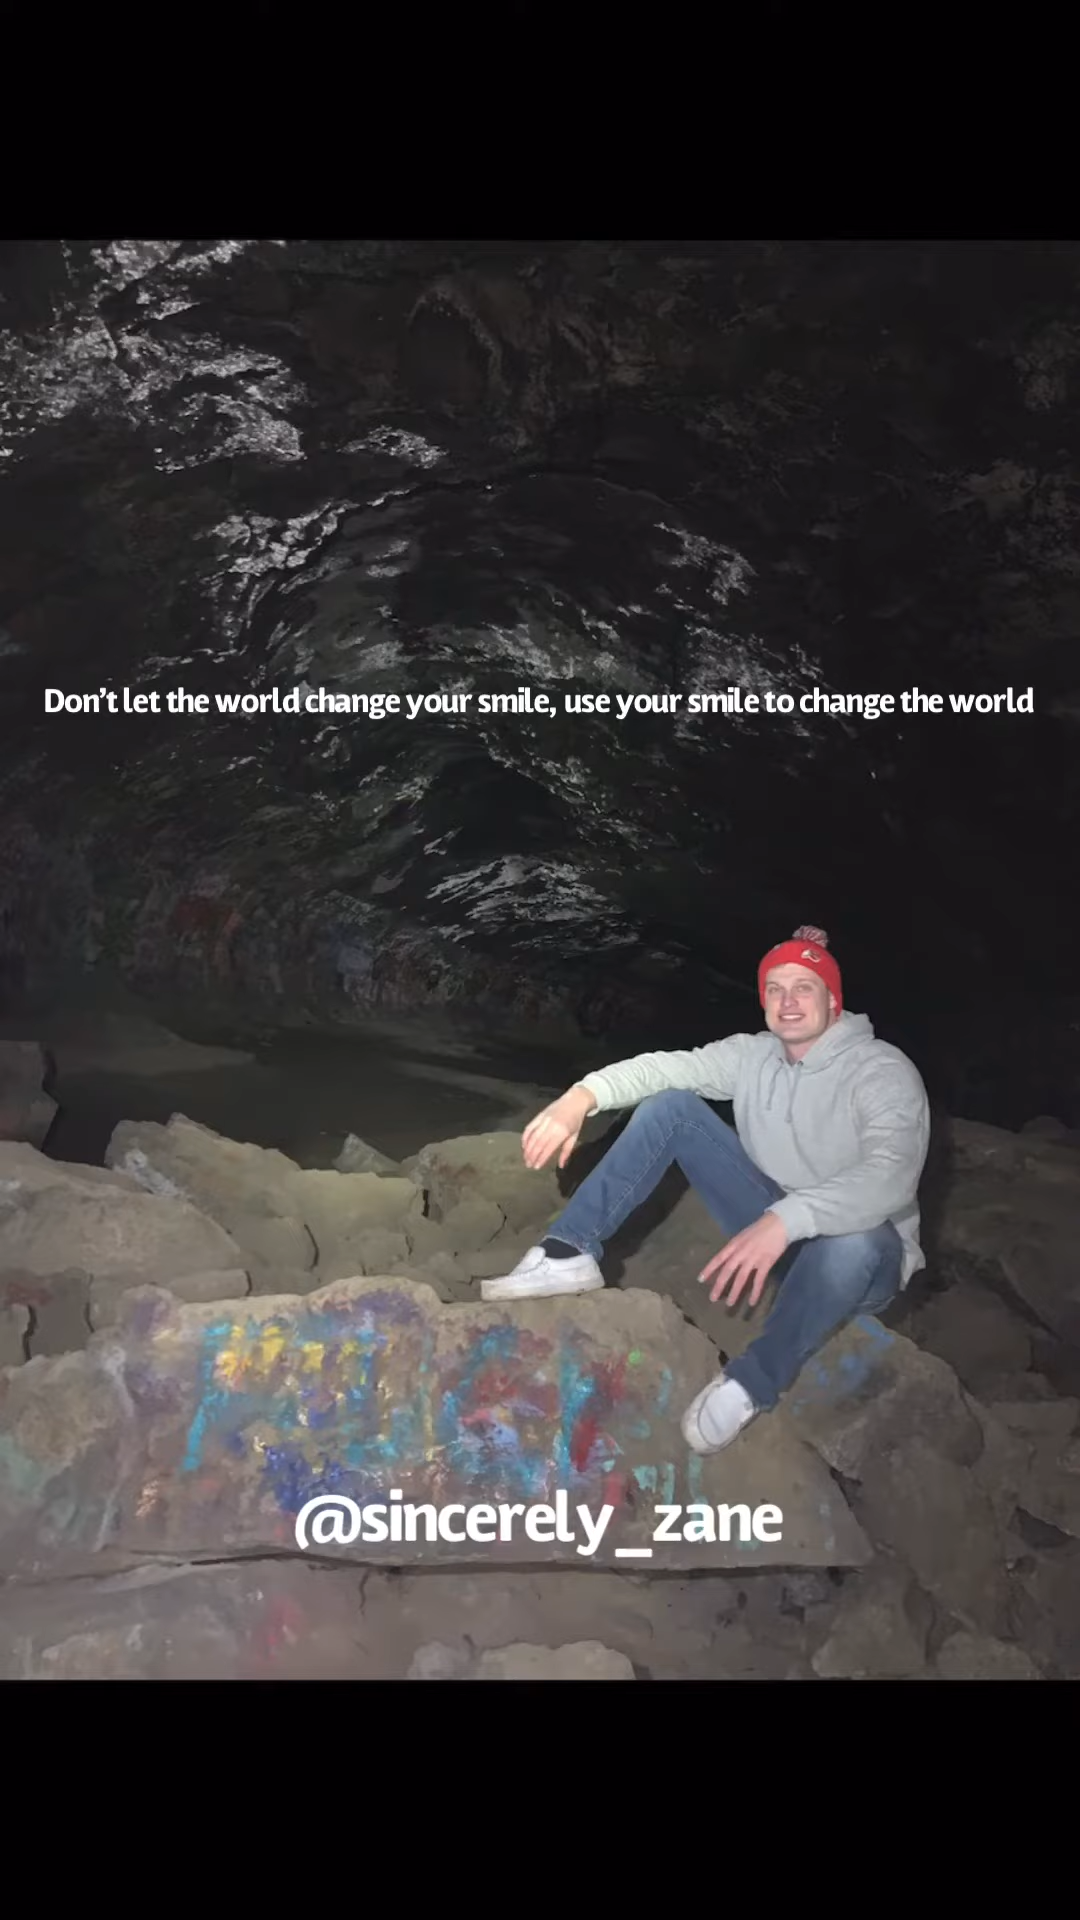 Don’t let the world change your smile, use your smile to change the world
@sincerely_zane